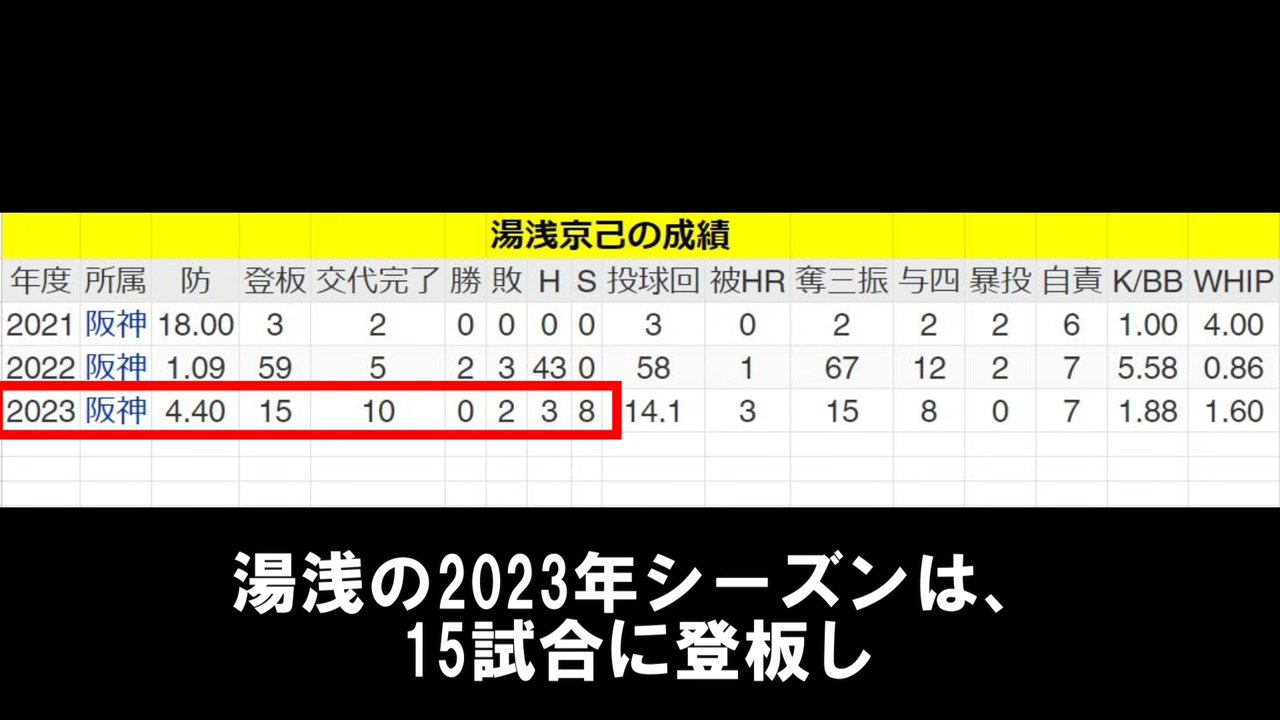 湯浅京己の成績
年度 所属 防 登板 交代完了 勝 敗 H S 投球回 被HR 奪三振 与四 暴投 自責 K/BB WHIP
2021 阪神 18.00 3 2 0 0 0 0 3 0 2 2 2 6 1.00 4.00
2022 阪神 1.09 59 5 2 3 43 0 58 1 67 12 2 7 5.58 0.86
2023 阪神 4.40 15 10 0 2 3 8 14.1 3 15 8 0 7 1.88 1.60
湯浅の2023年シーズンは、
15試合に登板し